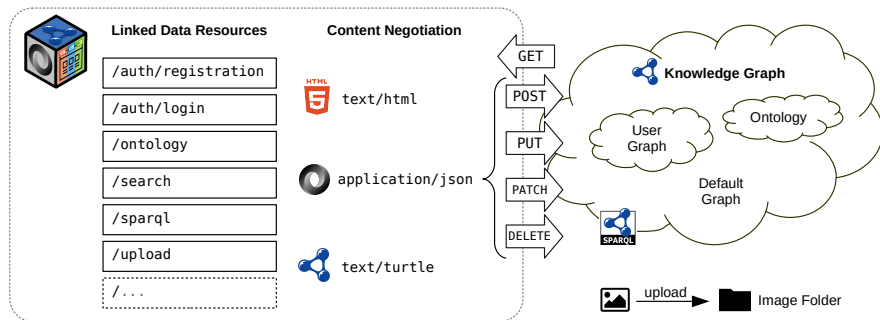 Linked Data Resources
/auth/registration
/auth/login
/ontology
/search
/sparql
/upload
/...
Content Negotiation
HTML
5
text/html
application/json
text/turtle
GET
POST
PUT
PATCH
DELETE
Knowledge Graph
User
Graph
Ontology
Default
Graph
SPARQL
upload
Image Folder